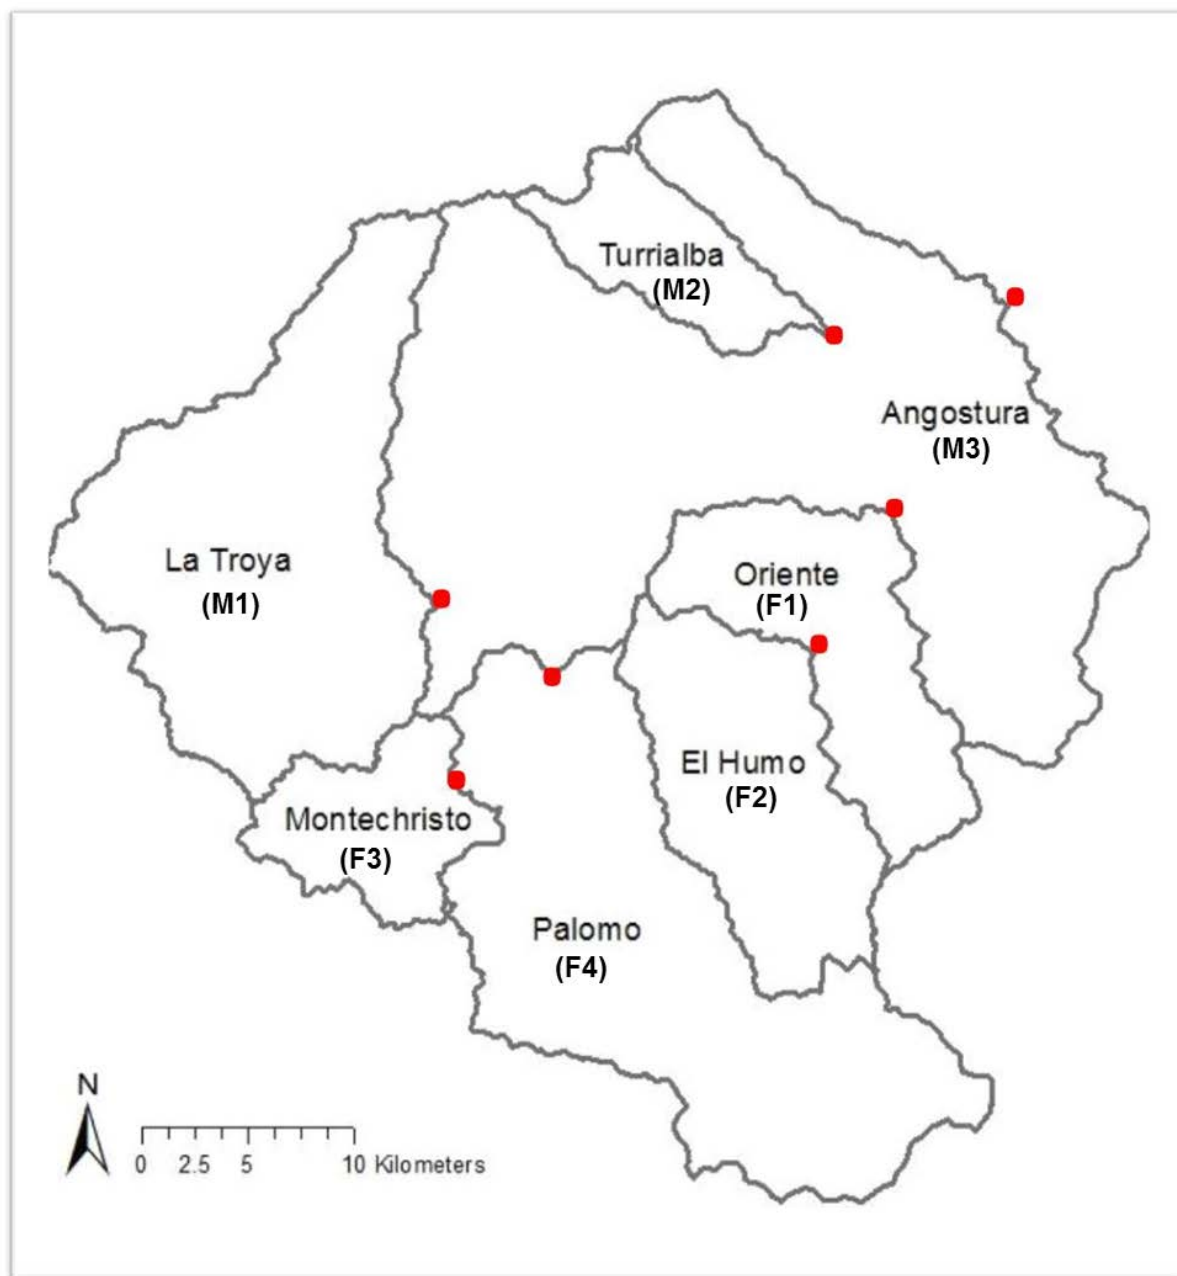 Turrialba
(M2)
Angostura
(M3)
La Troya
(M1)
Oriente
(F1)
El Humo
(F2)
Montechristo
(F3)
Palomo
(F4)
N
0 2.5 5 10 Kilometers